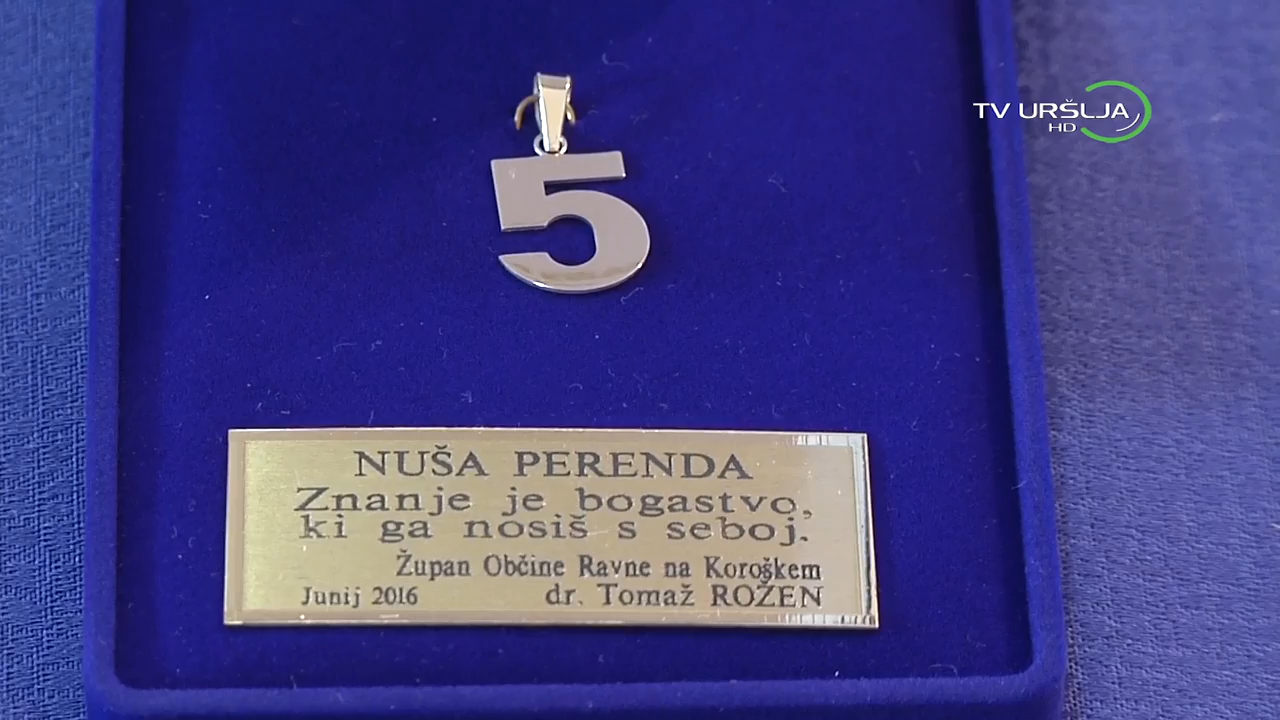 TV URŠLJA
HD
5
NUŠA PERENDA
Znanje je bogastvo,
ki ga nosiš s seboj.
Župan Občine Ravne na Koroškem
Junij 2016 dr. Tomaž ROŽEN